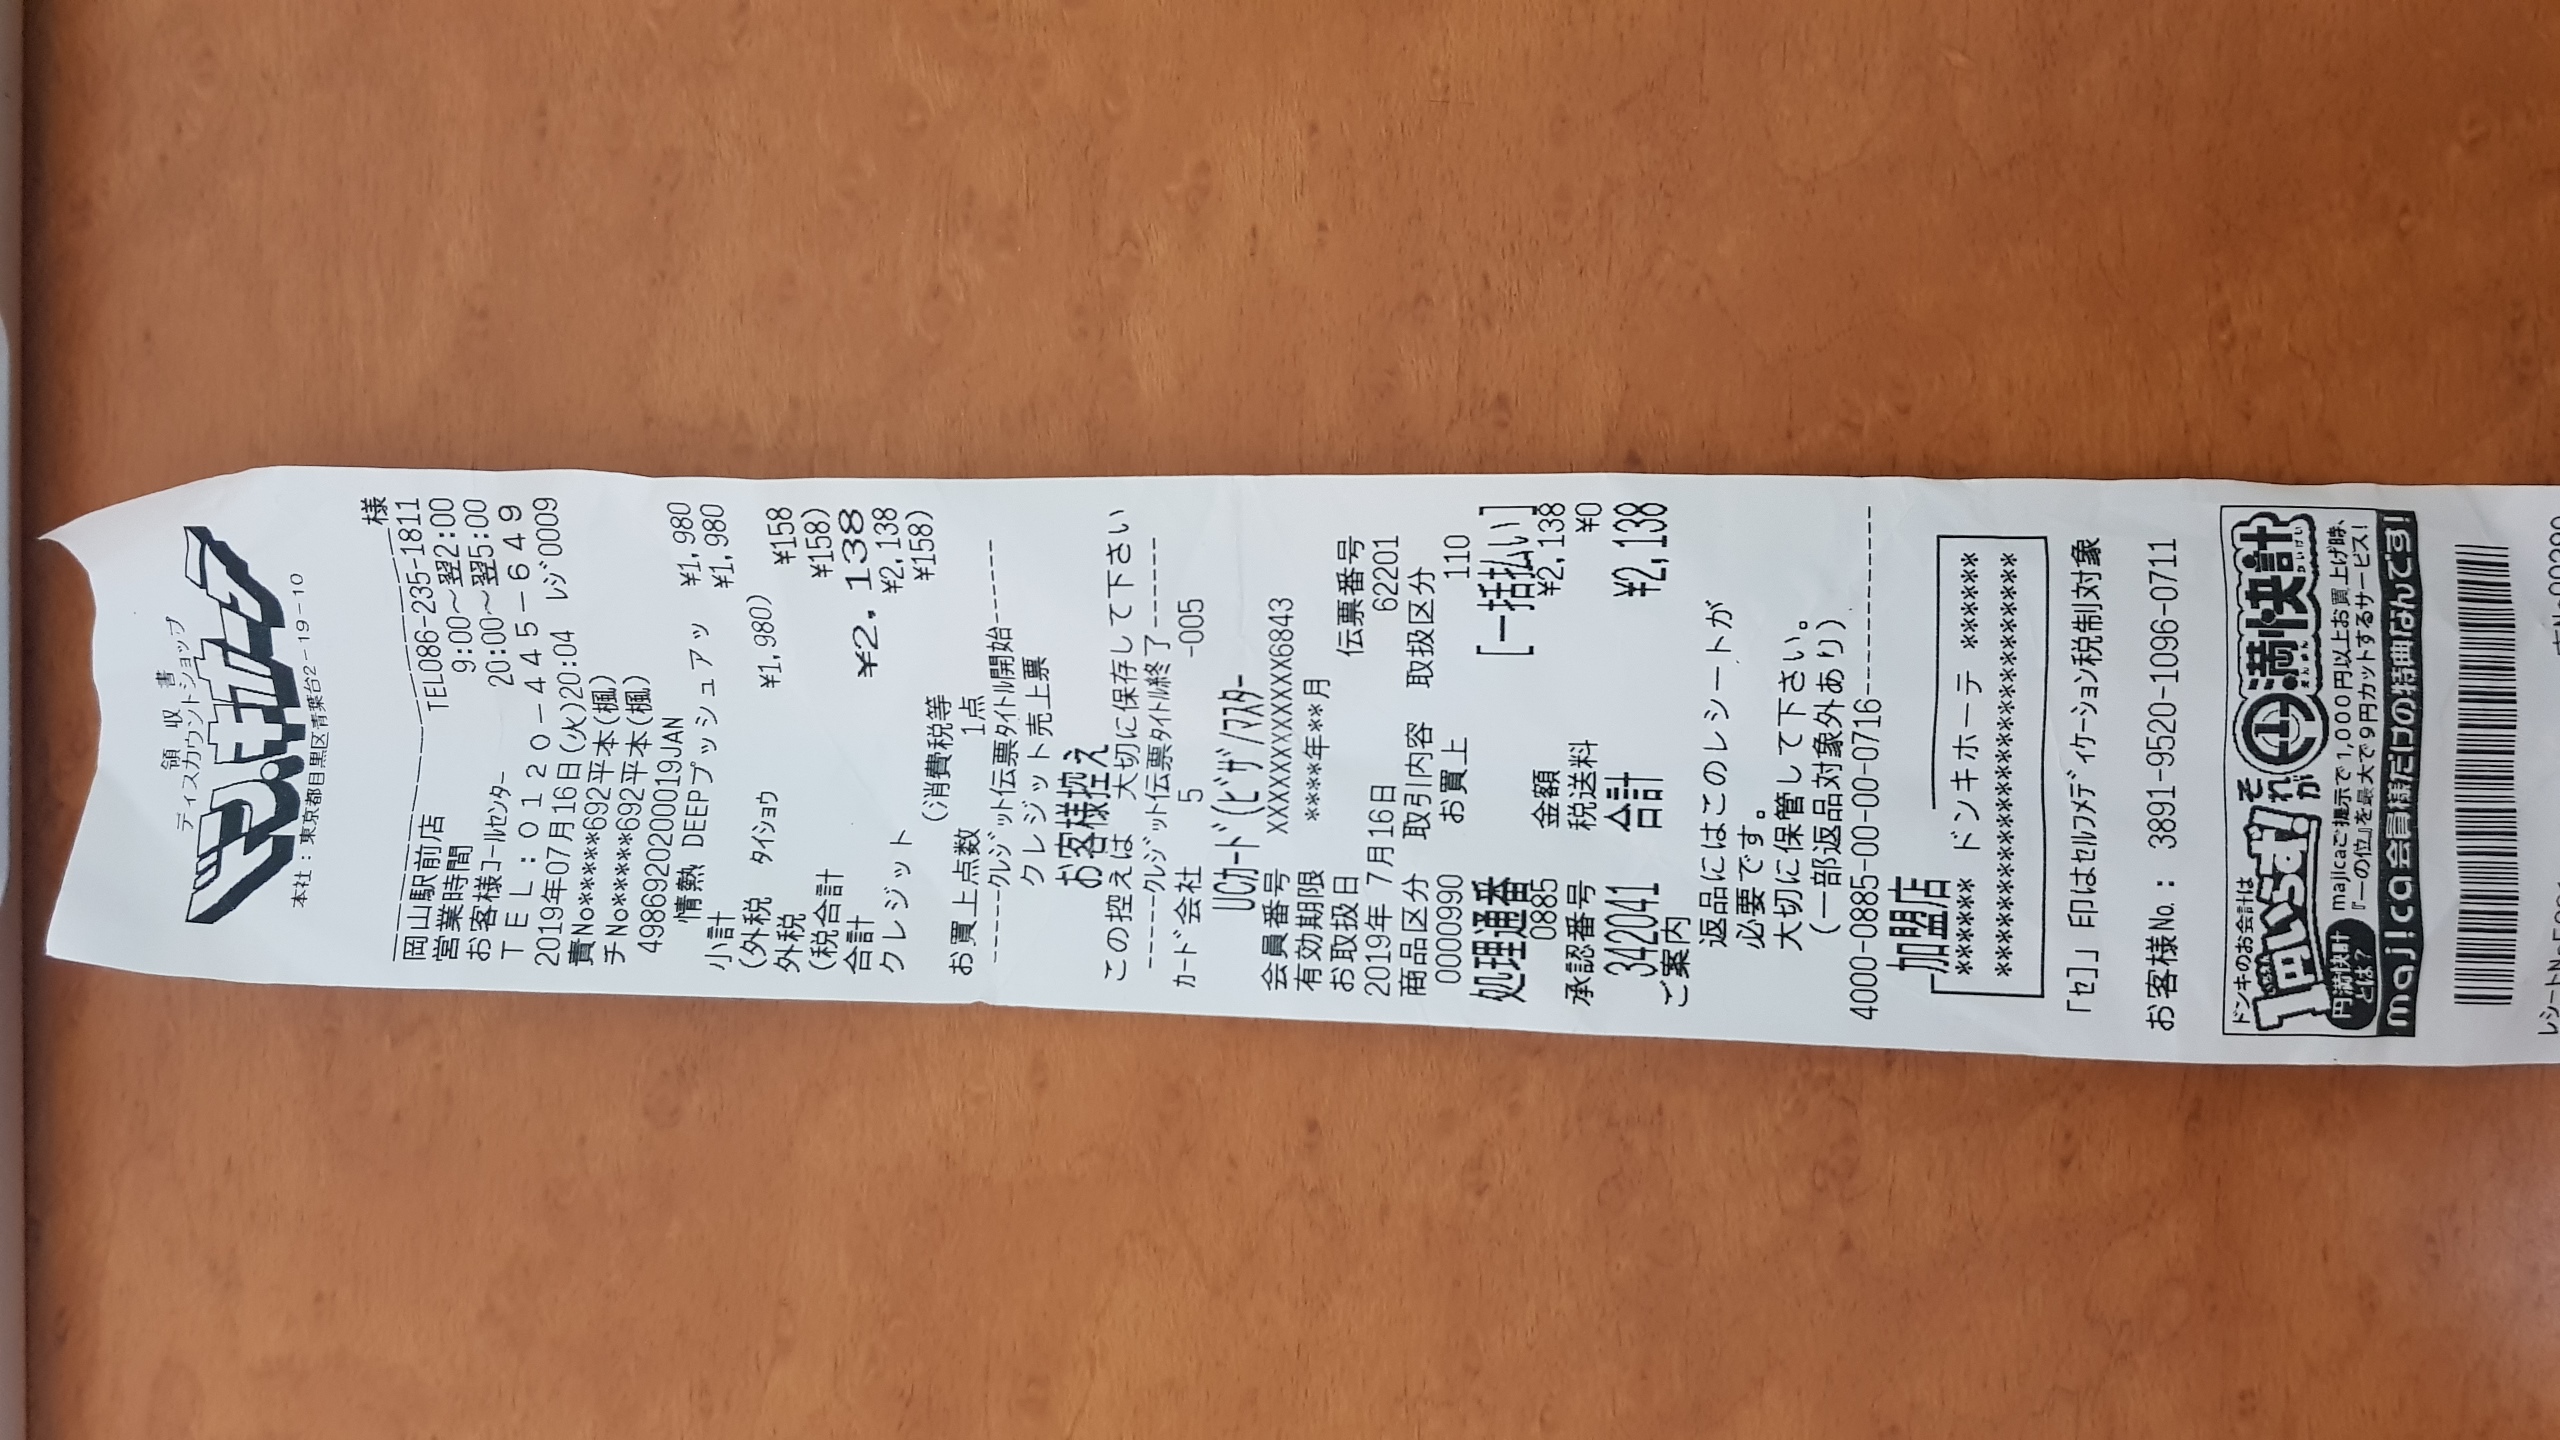 領収書
ディスカウントショップ
ドン.キホーテ
本社：東京都目黒区青葉台2-19-10
様
岡山駅前店 TEL086-235-1811
営業時間 9:00～翌2:00
お客様ｺｰﾙｾﾝﾀｰ 20:00～翌5:00
ＴＥＬ：０１２０－４４５－６４９
2019年07月16日(火)20:04 ﾚｼﾞ0009
責No*****692平本(楓)
チNo*****692平本(楓)
4986920200019JAN
情熱 DEEPプッシュアッ ¥1,980
小計 ¥1,980
(外税 ﾀｲｼｮｳ ¥1,980)
外税 ¥158
(税合計 ¥158)
合計 ¥2,138
クレジット ¥2,138
(消費税等 ¥158)
お買上点数 1点
-----ｸﾚｼﾞｯﾄ伝票ﾀｲﾄﾙ開始------
クレジット売上票
お客様控え
この控えは 大切に保存して下さい
-----ｸﾚｼﾞｯﾄ伝票ﾀｲﾄﾙ終了------
ｶｰﾄﾞ会社 5 -005
UCｶｰﾄﾞ(ﾋﾞｻﾞ/ﾏｽﾀｰ
会員番号 XXXXXXXXXXXX6843
有効期限 ****年**月
お取扱日 伝票番号
2019年 7月16日 62201
商品区分 取引内容 取扱区分
0000990 お買上 110
処理通番 [一括払い]
0885 金額 ¥2,138
承認番号 税送料 ¥0
342041 合計 ¥2,138
ご案内
返品にはこのレシートが
必要です。
大切に保管して下さい。
(一部返品対象外あり)
4000-0885-00-00-0716------------
加盟店
****** ドンキホーテ ******
**************************
「ｾ]」印はｾﾙﾌﾒﾃﾞｨｹｰｼｮﾝ税制対象
お客様№： 3891-9520-1096-0711
ドンキのお会計は
1円いらず! それが 円満快計
円満快計とは？ majicaご提示で1,000円以上お買上げ時、
『一の位』を最大で9円カットするサービス!
majica会員様だけの特典なんです!